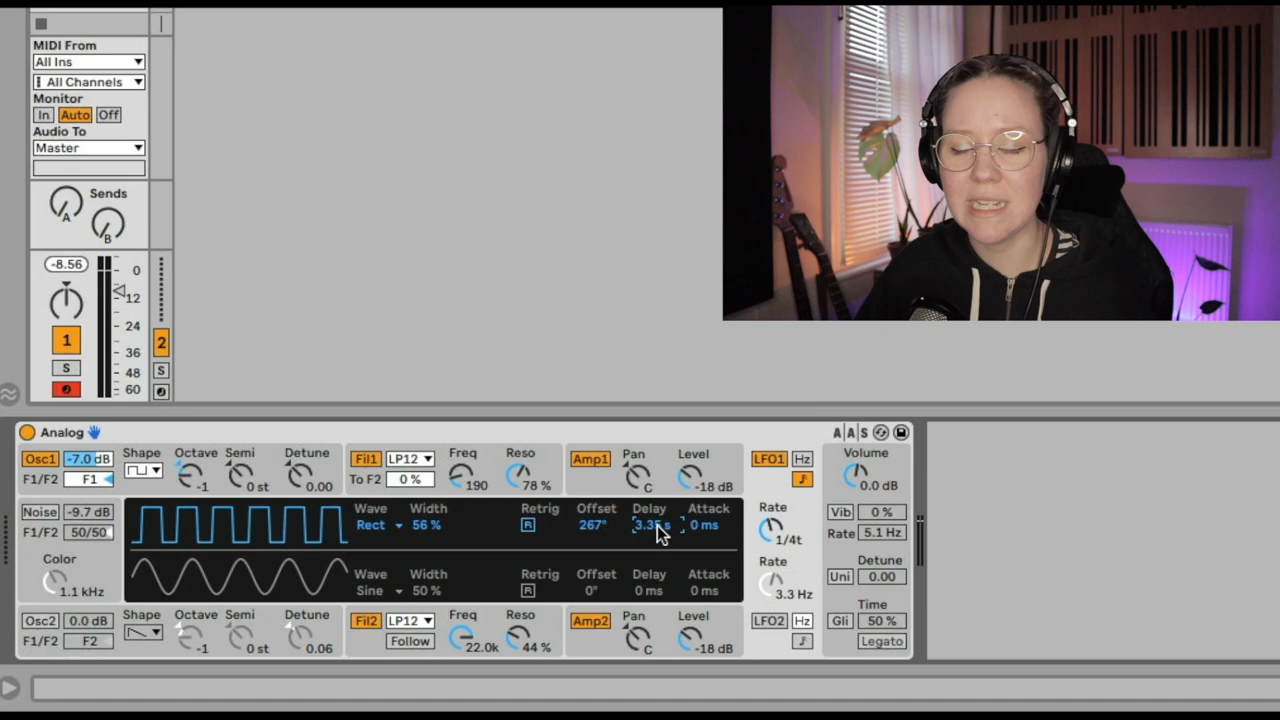 MIDI From
All Ins
All Channels
Monitor
In Auto Off
Audio To
Master
Sends
A
B
-8.56
0
12
24
36
48
60
1
S
2
S
Analog
A|A|S
Osc1 -7.0 dB Shape Octave Semi Detune
F1/F2 F1 -1 0 st 0.00
Fil1 LP12 Freq Reso
To F2 0 % 190 78 %
Amp1 Pan Level
C -18 dB
LFO1 Hz
Volume
0.0 dB
Noise -9.7 dB
F1/F2 50/50
Color
1.1 kHz
Wave Width Retrig Offset Delay Attack
Rect 56 % R 267° 0 ms
Wave Width Retrig Offset Delay Attack
Sine 50 % R 0° 0 ms 0 ms
Rate
1/4t
Rate
3.3 Hz
Vib 0 %
Rate 5.1 Hz
Detune
Uni 0.00
Time
Gli 50 %
Legato
Osc2 0.0 dB Shape Octave Semi Detune
F1/F2 F2 -1 0 st 0.06
Fil2 LP12 Freq Reso
Follow 22.0k 44 %
Amp2 Pan Level
C -18 dB
LFO2 Hz